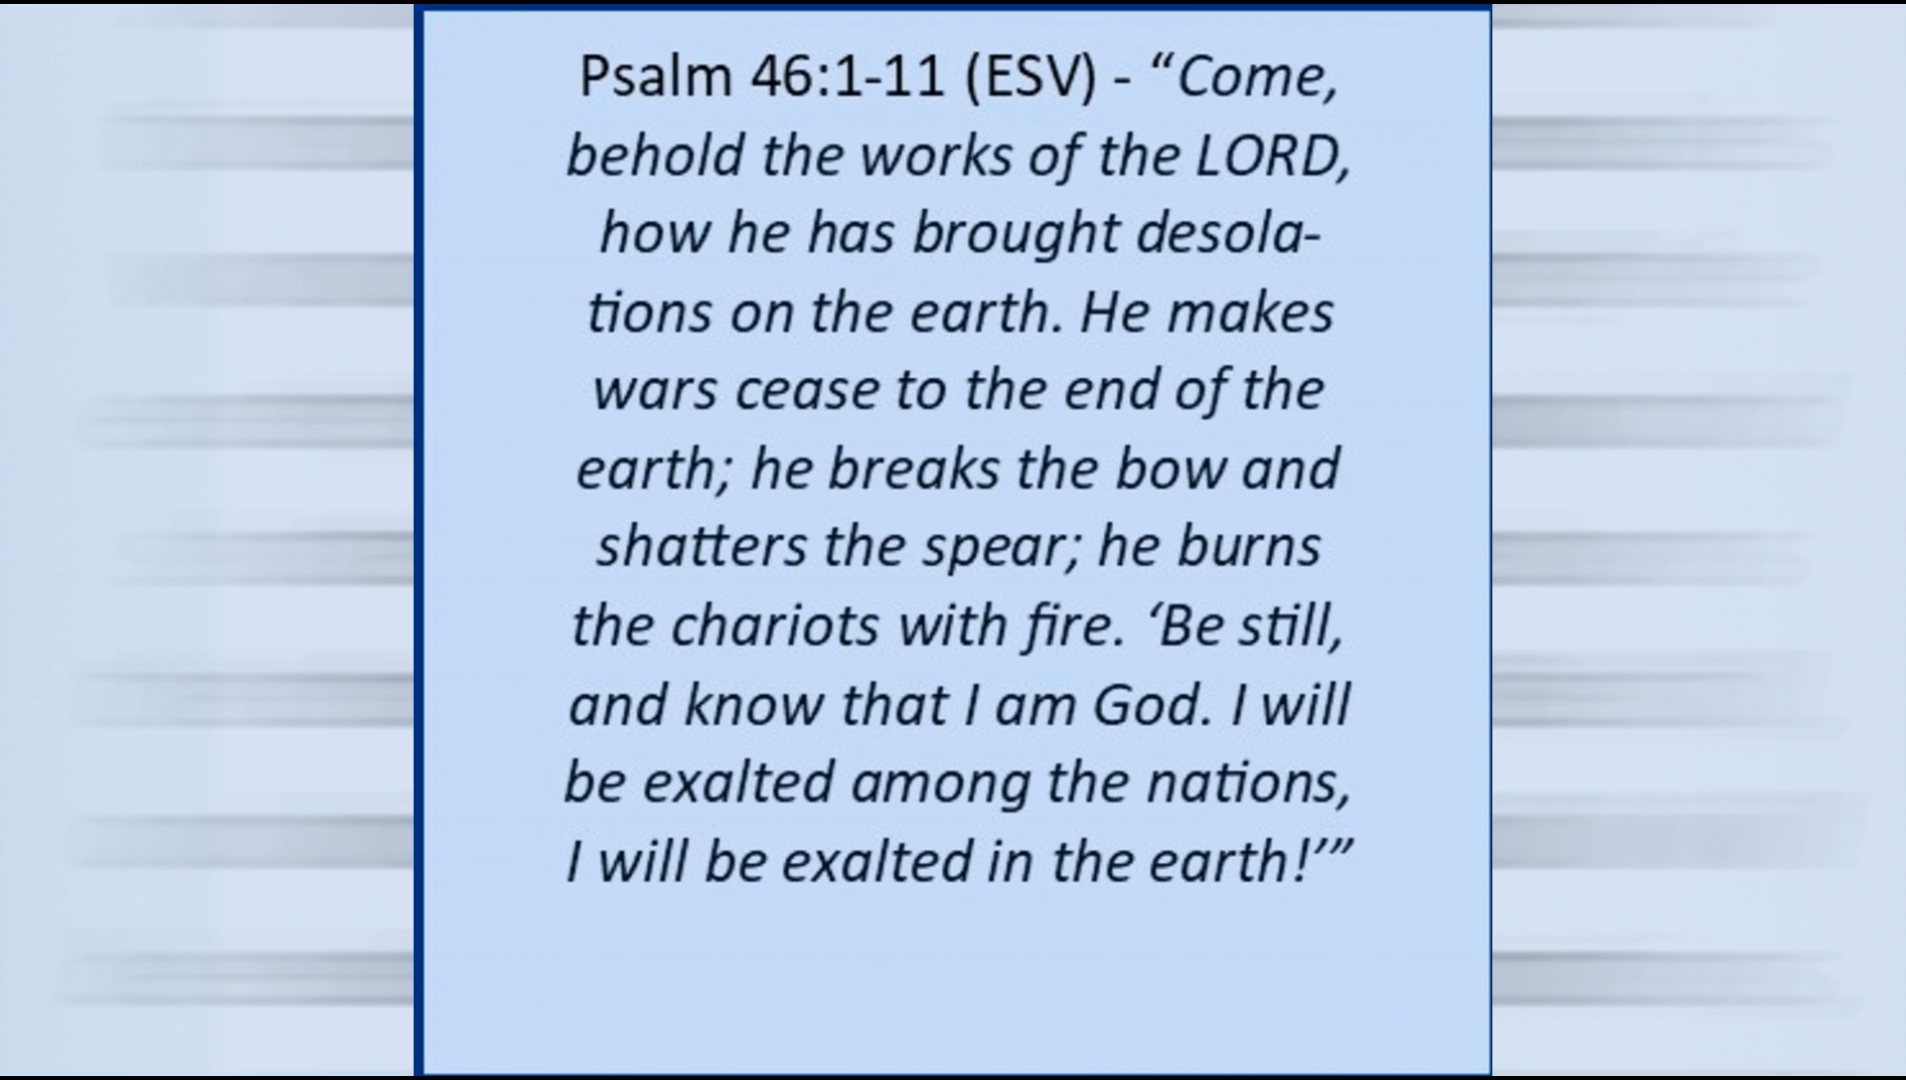 Psalm 46:1-11 (ESV) - “Come,
behold the works of the LORD,
how he has brought desola-
tions on the earth. He makes
wars cease to the end of the
earth; he breaks the bow and
shatters the spear; he burns
the chariots with fire. ‘Be still,
and know that I am God. I will
be exalted among the nations,
I will be exalted in the earth!’”